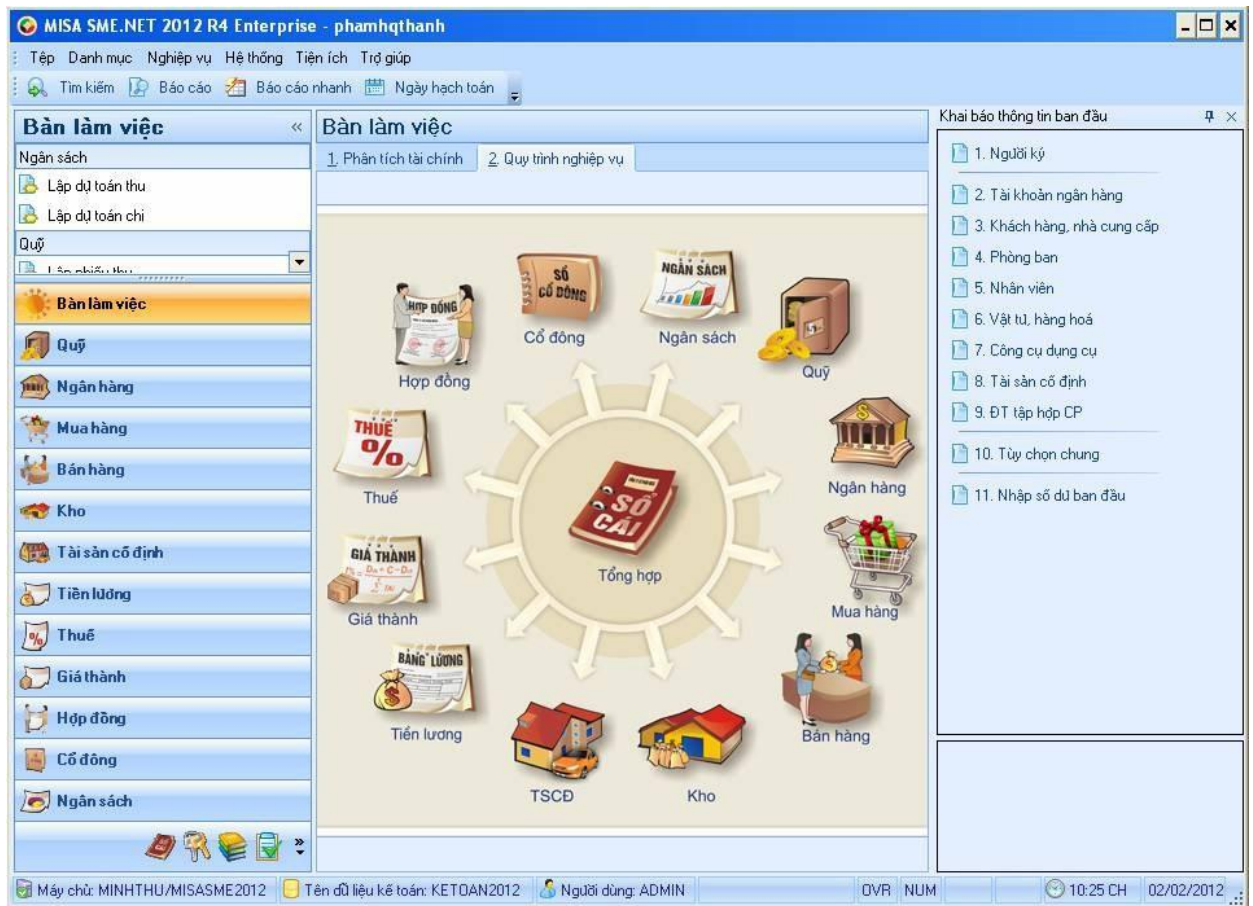 MISA SME.NET 2012 R4 Enterprise - phamhqthanh
Tệp Danh mục Nghiệp vụ Hệ thống Tiện ích Trợ giúp
Tìm kiếm Báo cáo Báo cáo nhanh Ngày hạch toán
Bàn làm việc «
Ngân sách
Lập dự toán thu
Lập dự toán chi
Quỹ
Lập phiếu thu
Bàn làm việc
Quỹ
Ngân hàng
Mua hàng
Bán hàng
Kho
Tài sản cố định
Tiền lương
Thuế
Giá thành
Hợp đồng
Cổ đông
Ngân sách
Bàn làm việc
1. Phân tích tài chính 2. Quy trình nghiệp vụ
HỢP ĐỒNG
Hợp đồng
SỔ
CỔ ĐÔNG
Cổ đông
NGÂN SÁCH
Ngân sách
Quỹ
THUẾ
%
Thuế
Ngân hàng
SỔ
CÁI
Tổng hợp
GIÁ THÀNH
Giá thành
Mua hàng
BẢNG LƯƠNG
Tiền lương
Bán hàng
TSCĐ
Kho
Khai báo thông tin ban đầu
1. Người ký
2. Tài khoản ngân hàng
3. Khách hàng, nhà cung cấp
4. Phòng ban
5. Nhân viên
6. Vật tư, hàng hoá
7. Công cụ dụng cụ
8. Tài sản cố định
9. ĐT tập hợp CP
10. Tùy chọn chung
11. Nhập số dư ban đầu
Máy chủ: MINHTHU/MISASME2012 Tên dữ liệu kế toán: KETOAN2012 Người dùng: ADMIN OVR NUM 10:25 CH 02/02/2012